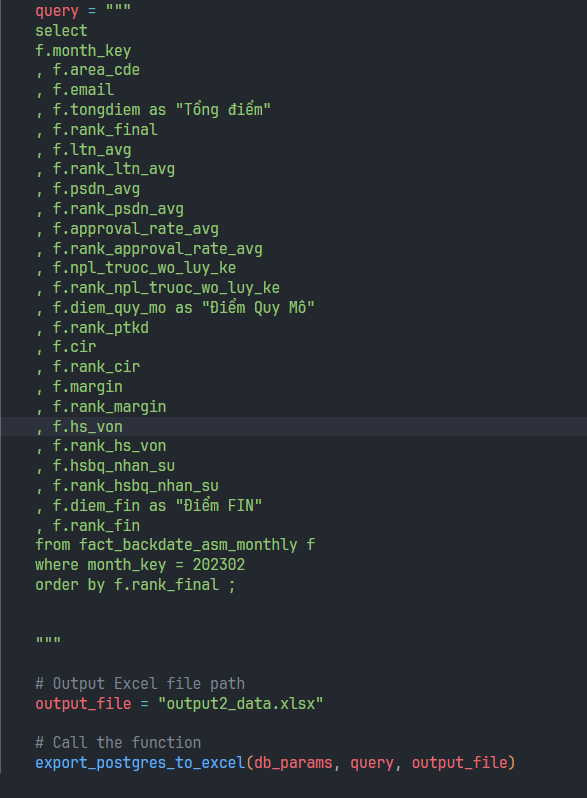 query = """
select
f.month_key
, f.area_cde
, f.email
, f.tongdiem as "Tổng điểm"
, f.rank_final
, f.ltn_avg
, f.rank_ltn_avg
, f.psdn_avg
, f.rank_psdn_avg
, f.approval_rate_avg
, f.rank_approval_rate_avg
, f.npl_truoc_wo_luy_ke
, f.rank_npl_truoc_wo_luy_ke
, f.diem_quy_mo as "Điểm Quy Mô"
, f.rank_ptkd
, f.cir
, f.rank_cir
, f.margin
, f.rank_margin
, f.hs_von
, f.rank_hs_von
, f.hsbq_nhan_su
, f.rank_hsbq_nhan_su
, f.diem_fin as "Điểm FIN"
, f.rank_fin
from fact_backdate_asm_monthly f
where month_key = 202302
order by f.rank_final ;
"""
# Output Excel file path
output_file = "output2_data.xlsx"
# Call the function
export_postgres_to_excel(db_params, query, output_file)